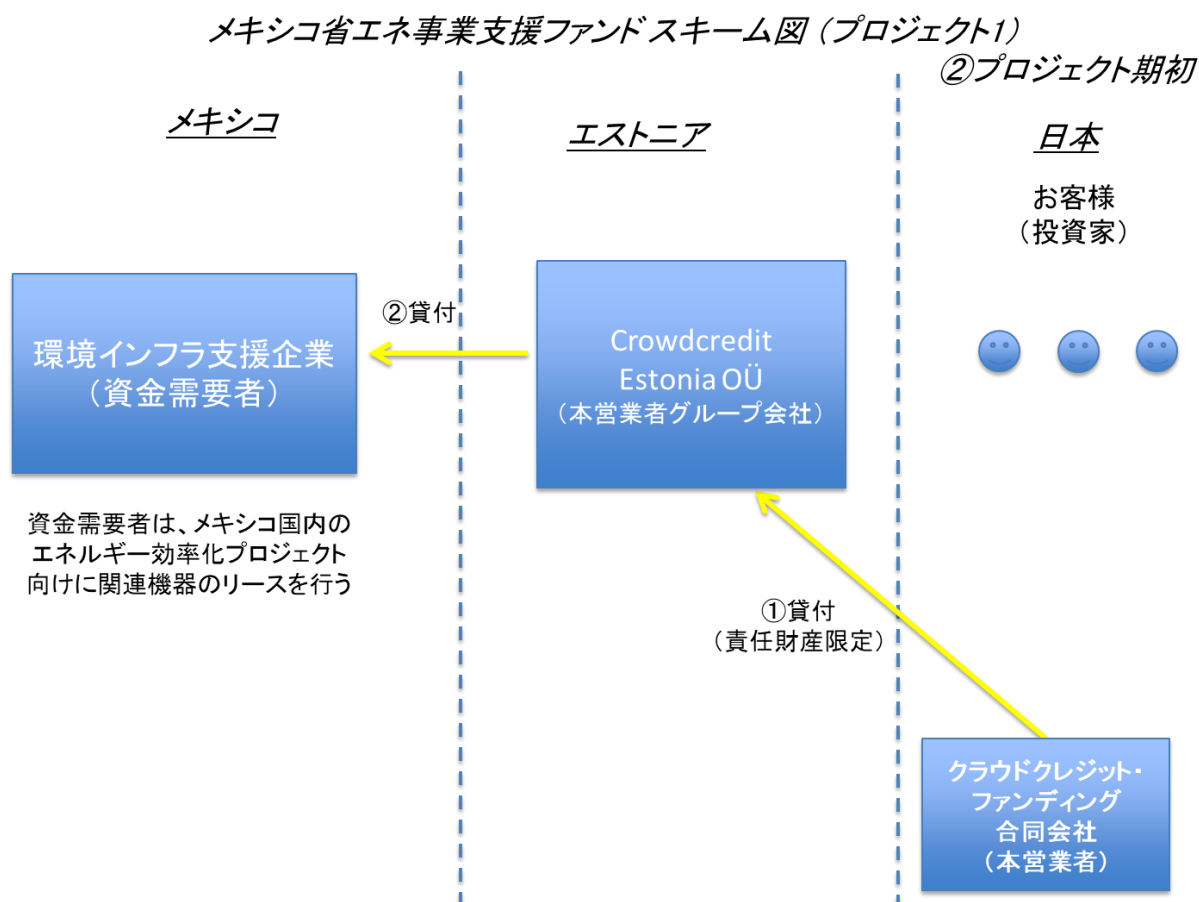 メキシコ省エネ事業支援ファンド スキーム図 (プロジェクト1)
②プロジェクト期初
メキシコ
エストニア
日本
お客様
（投資家）
環境インフラ支援企業
（資金需要者）
②貸付
Crowdcredit
Estonia OÜ
（本営業者グループ会社）
資金需要者は、メキシコ国内の
エネルギー効率化プロジェクト
向けに関連機器のリースを行う
①貸付
（責任財産限定）
クラウドクレジット・
ファンディング
合同会社
（本営業者）